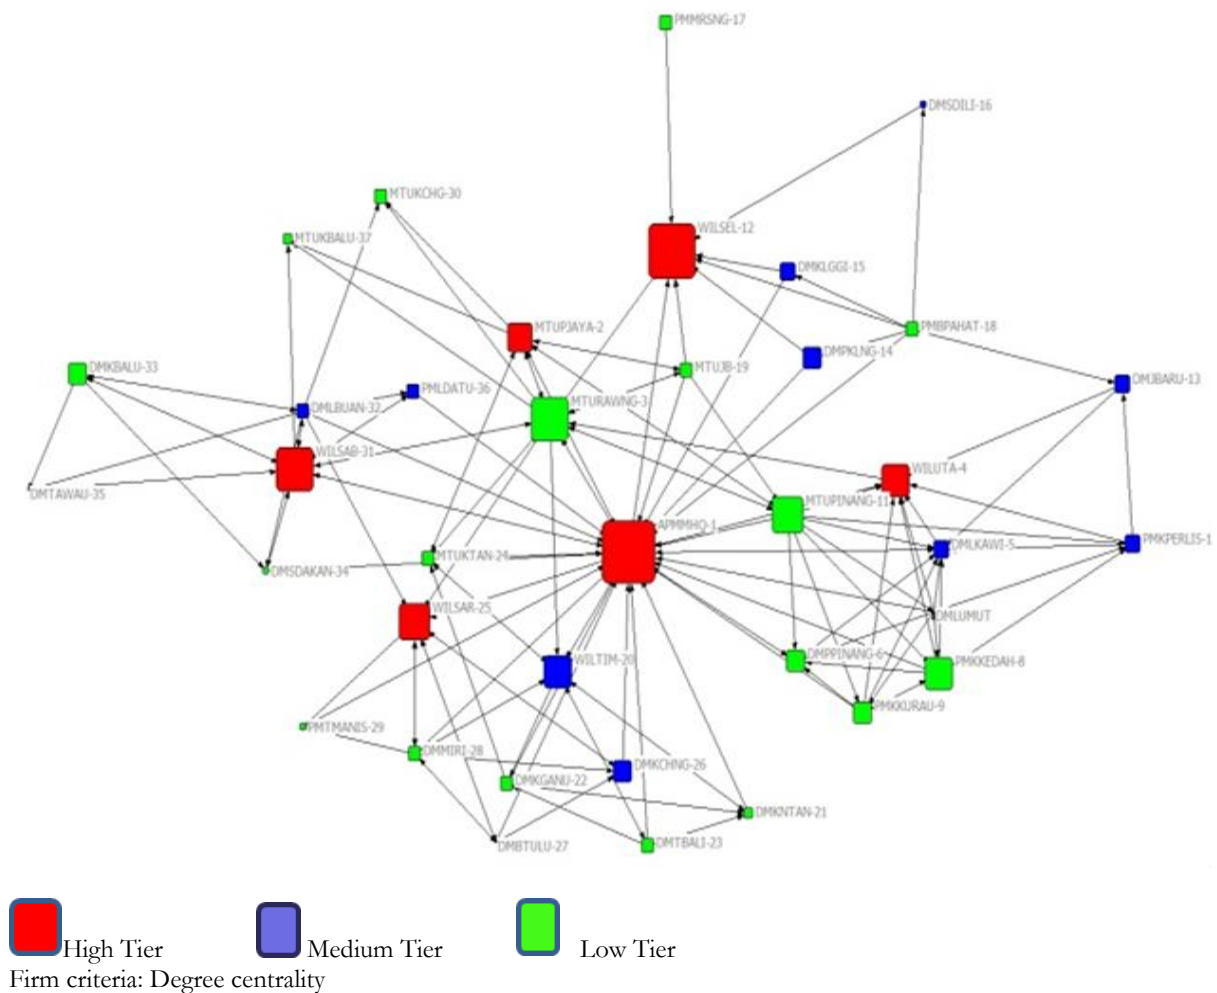 PMMRSNG-17
DMSDILI-16
MTUKCHG-30
WILSEL-12
MTUKBALU-37
DMKLGGI-15
MTUPJAYA-2
PMBPAHAT-18
DMPKLNG-14
DMKBALU-33
MTUJB-19
DMJBARU-13
PMLDATU-36
MTURAWNG-3
DMLBUAN-32
WILSAB-31
WILUTA-4
DMTAWAU-35
MTUPINANG-11
APMMHQ-1
DMLKAWI-5
PMKPERLIS-1
MTUKTAN-24
DMSDAKAN-34
WILSAR-25
DMLUMUT
DMPPINANG-6
WILTIM-20
PMKKEDAH-8
PMKKURAU-9
PMTMANIS-29
DMMIRI-28
DMKCHNG-26
DMKGANU-22
DMKNTAN-21
DMBTULU-27
DMTBALI-23
High Tier Medium Tier Low Tier
Firm criteria: Degree centrality